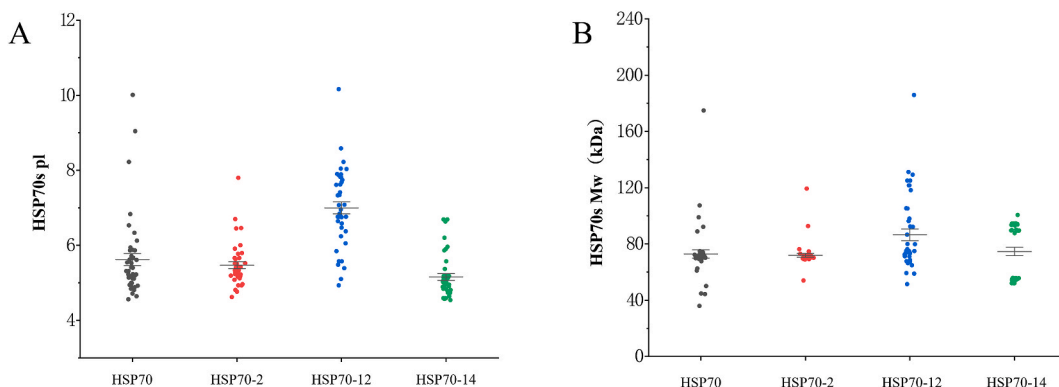 A
HSP70s pI
12
10
8
6
4
HSP70
HSP70-2
HSP70-12
HSP70-14
B
HSP70s Mw (kDa)
240
200
160
120
80
40
0
HSP70
HSP70-2
HSP70-12
HSP70-14